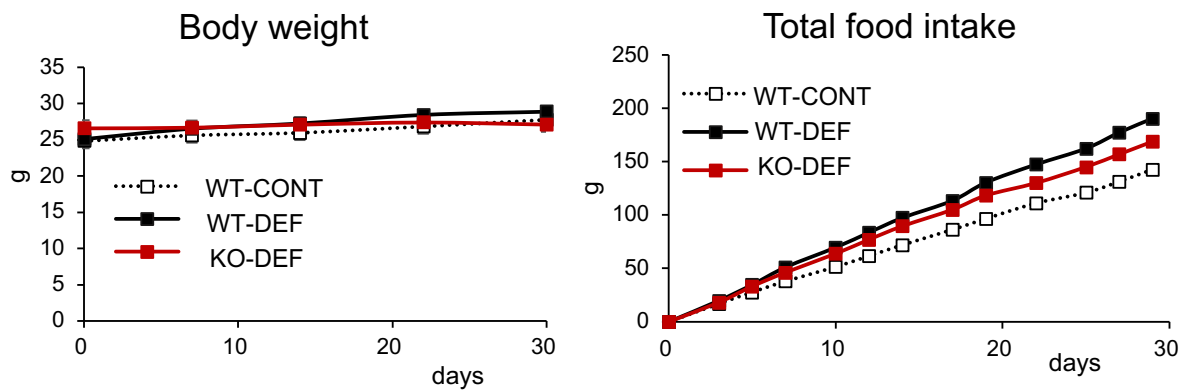 Body weight
35
30
25
20
15
10
5
0
g
WT-CONT
WT-DEF
KO-DEF
0 10 20 30
days
Total food intake
250
200
150
100
50
0
g
WT-CONT
WT-DEF
KO-DEF
0 10 20 30
days